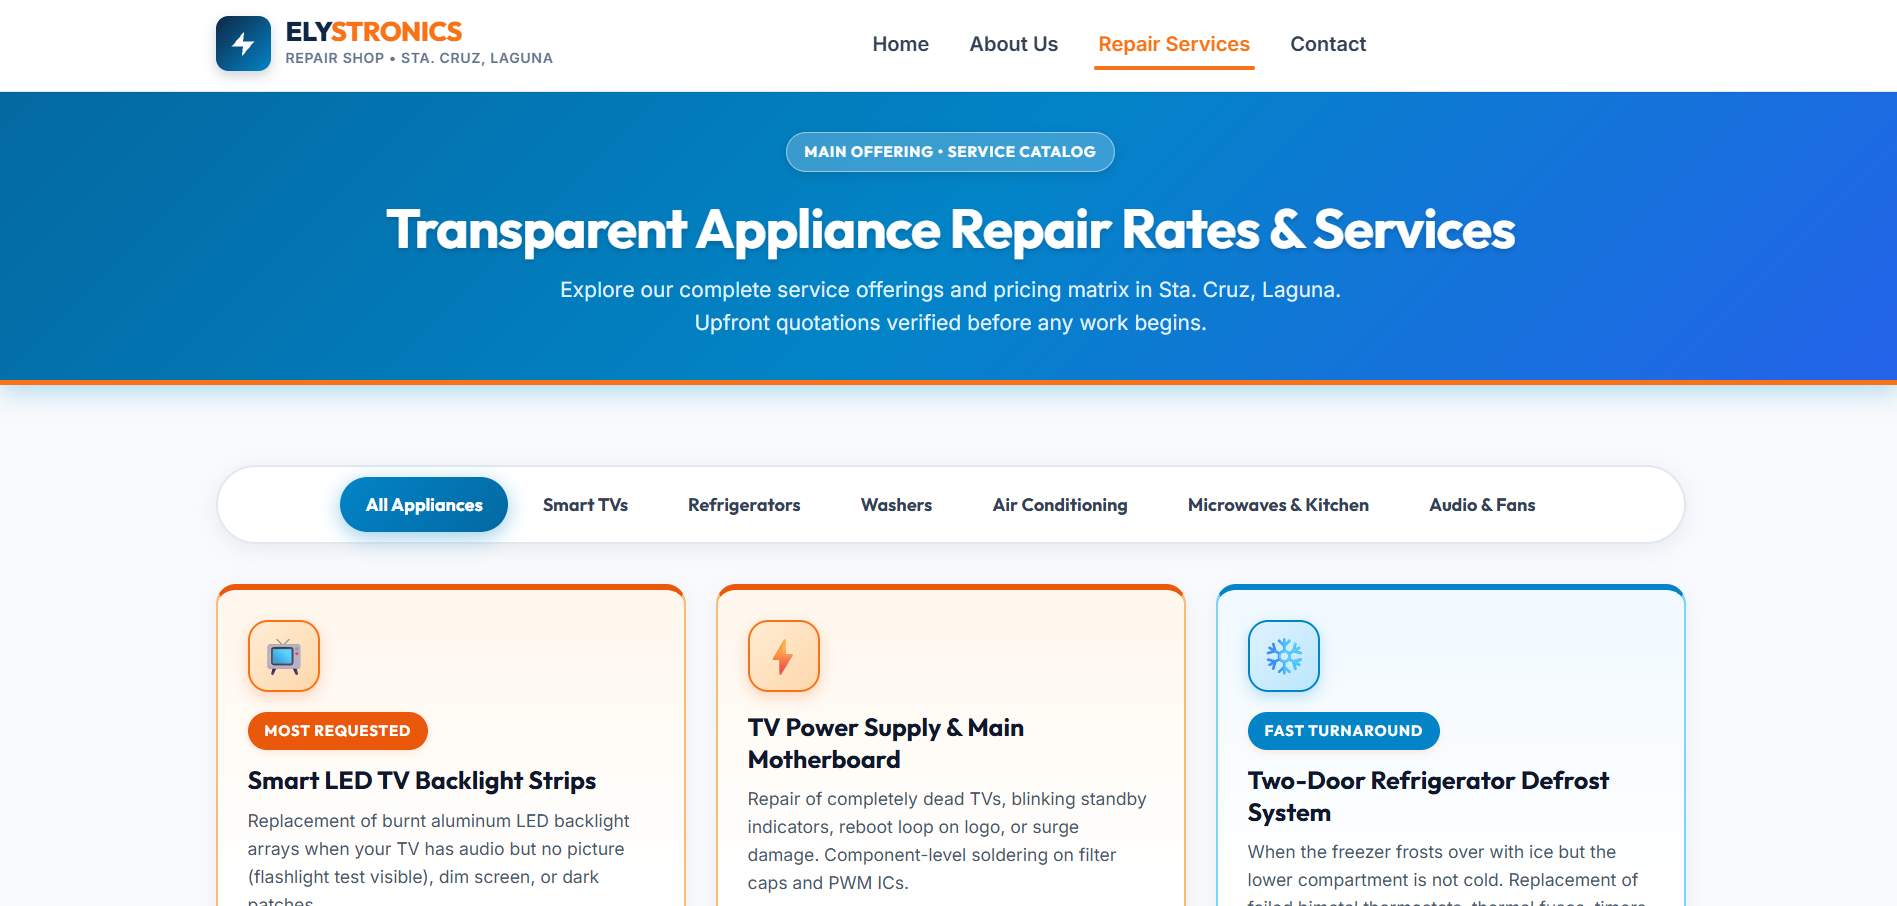 ELYSTRONICS
REPAIR SHOP • STA. CRUZ, LAGUNA
Home
About Us
Repair Services
Contact
MAIN OFFERING • SERVICE CATALOG
Transparent Appliance Repair Rates & Services
Explore our complete service offerings and pricing matrix in Sta. Cruz, Laguna.
Upfront quotations verified before any work begins.
All Appliances
Smart TVs
Refrigerators
Washers
Air Conditioning
Microwaves & Kitchen
Audio & Fans
MOST REQUESTED
Smart LED TV Backlight Strips
Replacement of burnt aluminum LED backlight
arrays when your TV has audio but no picture
(flashlight test visible), dim screen, or dark
patches.
TV Power Supply & Main
Motherboard
Repair of completely dead TVs, blinking standby
indicators, reboot loop on logo, or surge
damage. Component-level soldering on filter
caps and PWM ICs.
FAST TURNAROUND
Two-Door Refrigerator Defrost
System
When the freezer frosts over with ice but the
lower compartment is not cold. Replacement of
failed bimetal thermostats, thermal fuses, timers